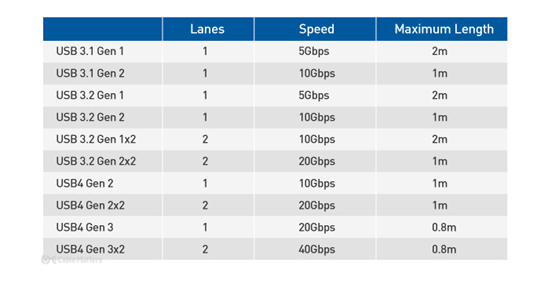 Lanes Speed Maximum Length
USB 3.1 Gen 1 1 5Gbps 2m
USB 3.1 Gen 2 1 10Gbps 1m
USB 3.2 Gen 1 1 5Gbps 2m
USB 3.2 Gen 2 1 10Gbps 1m
USB 3.2 Gen 1x2 2 10Gbps 2m
USB 3.2 Gen 2x2 2 20Gbps 1m
USB4 Gen 2 1 10Gbps 1m
USB4 Gen 2x2 2 20Gbps 1m
USB4 Gen 3 1 20Gbps 0.8m
USB4 Gen 3x2 2 40Gbps 0.8m